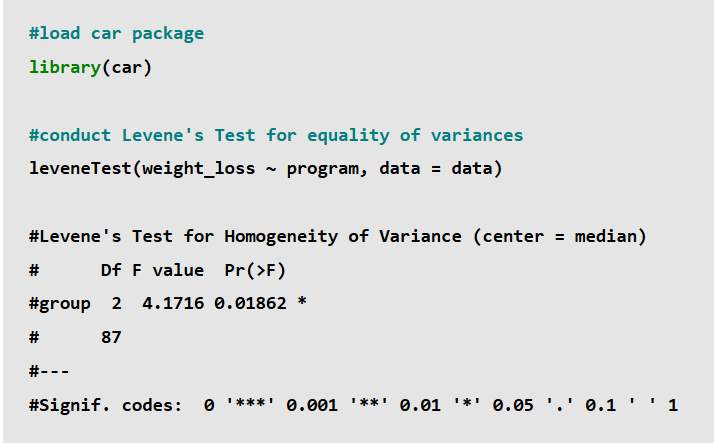 #load car package
library(car)
#conduct Levene's Test for equality of variances
leveneTest(weight_loss ~ program, data = data)
#Levene's Test for Homogeneity of Variance (center = median)
#      Df F value  Pr(>F)
#group  2  4.1716 0.01862 *
#      87
#---
#Signif. codes:  0 '***' 0.001 '**' 0.01 '*' 0.05 '.' 0.1 ' ' 1